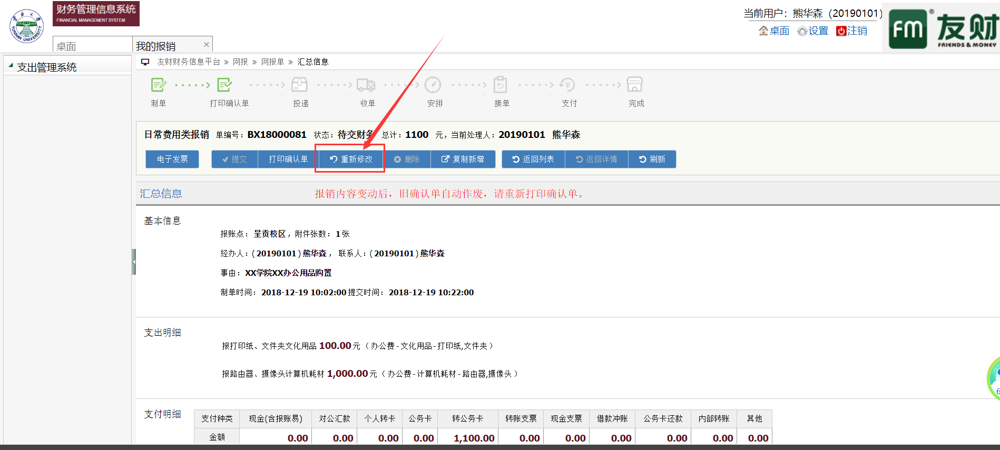 财务管理信息系统
FINANCIAL MANAGEMENT SYSTEM
YUNNAN UNIVERSITY
当前用户：熊华森（20190101）
桌面 设置 注销
FM 友财®
FRIENDS & MONEY
桌面 我的报销 ×
支出管理系统
友财财务信息平台 » 网报 » 网报单 » 汇总信息
制单 打印确认单 投递 收单 安排 接单 支付 完成
日常费用类报销 单编号：BX18000081 状态：待交财务 总计：1100 元，当前处理人：20190101 熊华森
电子发票 提交 打印确认单 重新修改 删除 复制新增 返回列表 返回详情 刷新
汇总信息 报销内容变动后，旧确认单自动作废，请重新打印确认单。
基本信息
报账点：呈贡校区，附件张数：1张
经办人：(20190101)熊华森， 联系人：(20190101)熊华森
事由：XX学院XX办公用品购置
制单时间：2018-12-19 10:02:00 提交时间：2018-12-19 10:22:00
支出明细
报打印纸、文件夹文化用品 100.00元（办公费-文化用品-打印纸,文件夹）
报路由器、摄像头计算机耗材 1,000.00元（办公费-计算机耗材-路由器,摄像头）
支付明细
支付种类 现金(含报账易) 对公汇款 个人转卡 公务卡 转公务卡 转账支票 现金支票 借款冲账 公务卡还款 内部转账 其他
金额 0.00 0.00 0.00 0.00 1,100.00 0.00 0.00 0.00 0.00 0.00 0.00